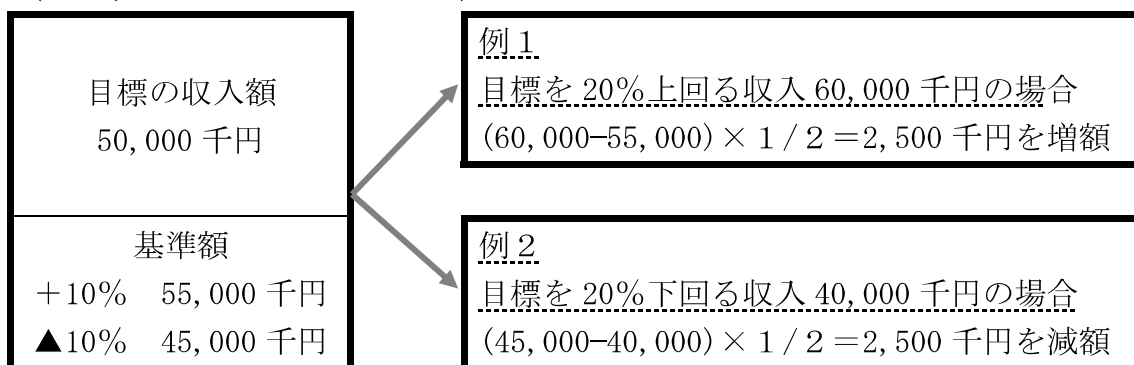 目標の収入額
50,000 千円
基準額
＋10％　55,000 千円
▲10％　45,000 千円
例１
目標を 20％上回る収入 60,000 千円の場合
(60,000−55,000)×１/２＝2,500 千円を増額
例２
目標を 20％下回る収入 40,000 千円の場合
(45,000−40,000)×１/２＝2,500 千円を減額